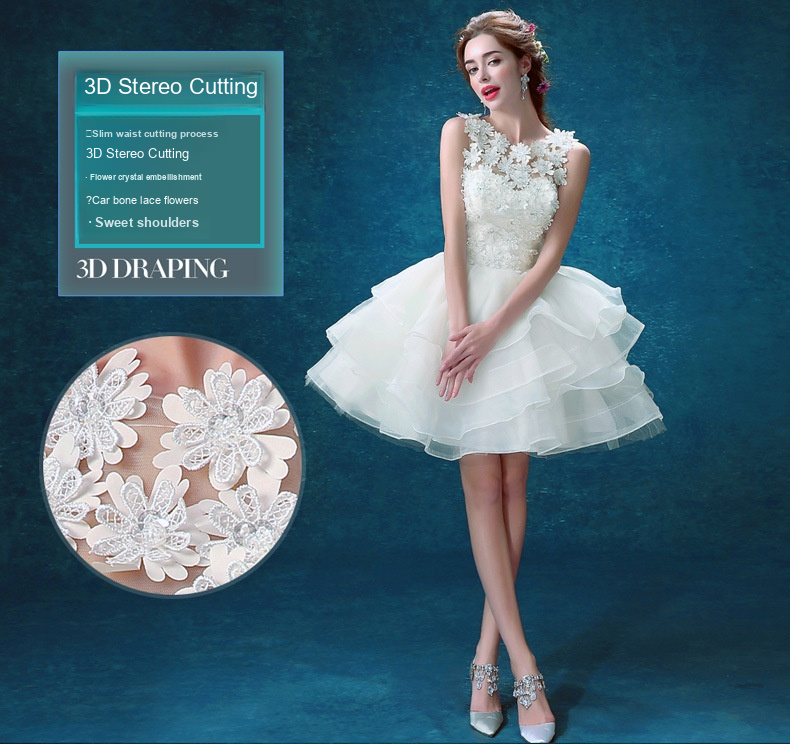 3D Stereo Cutting
□Slim waist cutting process
3D Stereo Cutting
· Flower crystal embellishment
?Car bone lace flowers
· Sweet shoulders
3D DRAPING